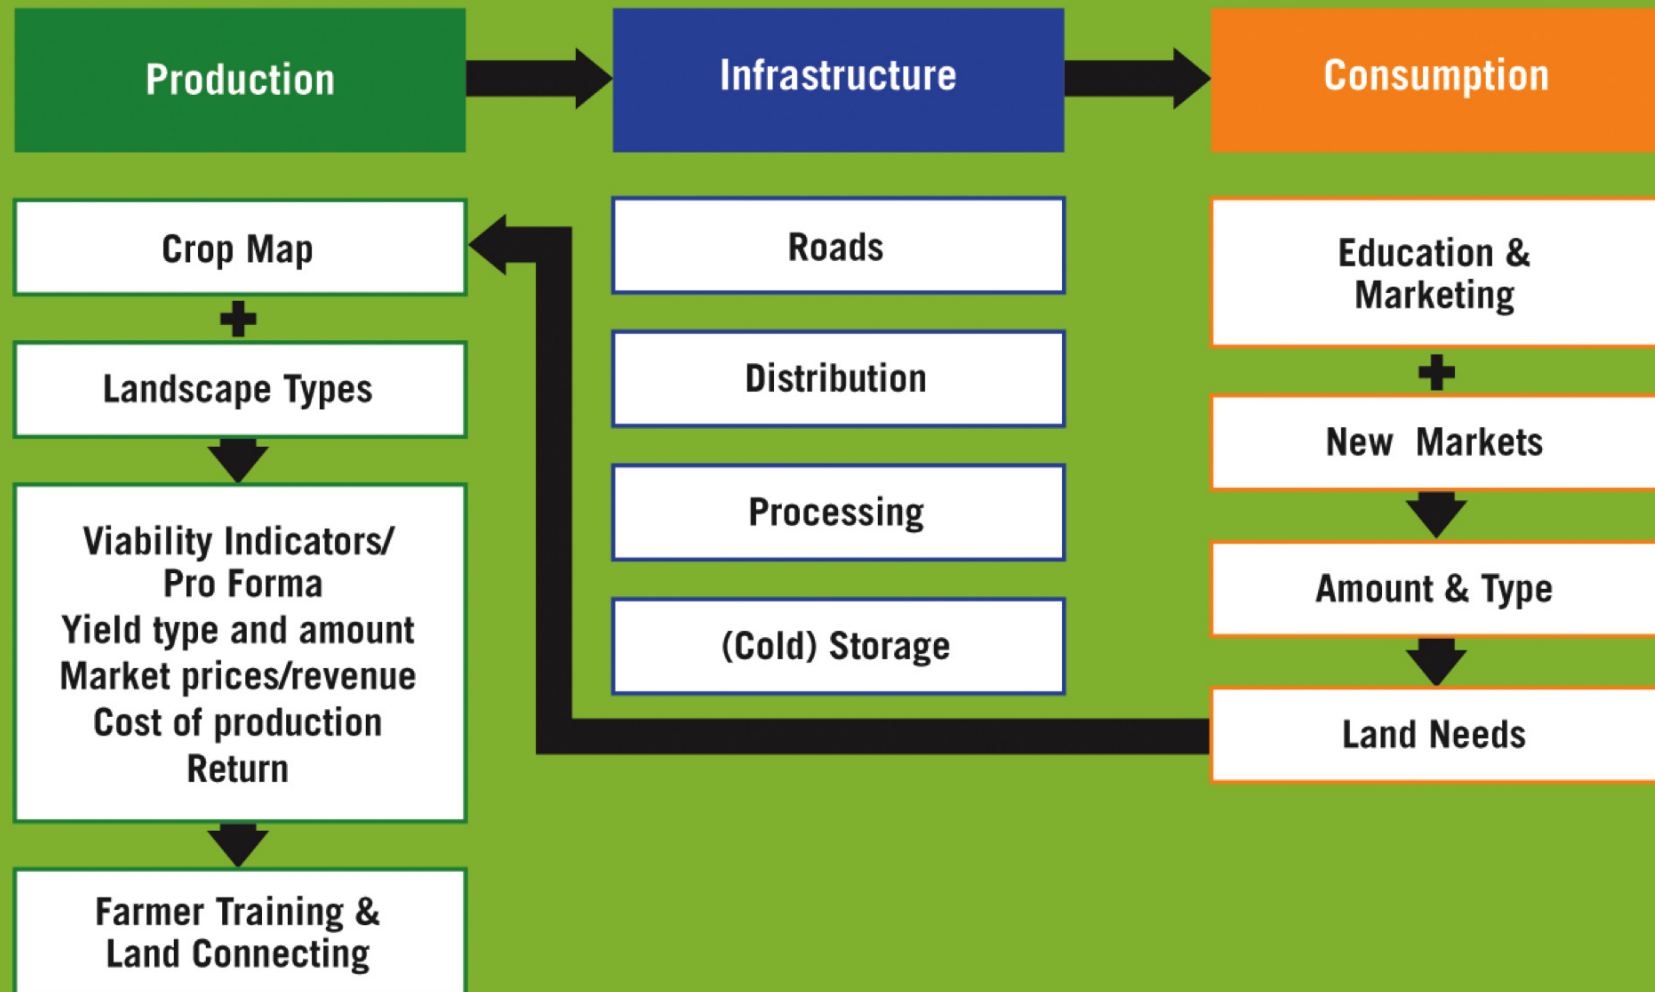 Production
Infrastructure
Consumption
Crop Map
+
Landscape Types
Viability Indicators/
Pro Forma
Yield type and amount
Market prices/revenue
Cost of production
Return
Farmer Training &
Land Connecting
Roads
Distribution
Processing
(Cold) Storage
Education &
Marketing
+
New Markets
Amount & Type
Land Needs